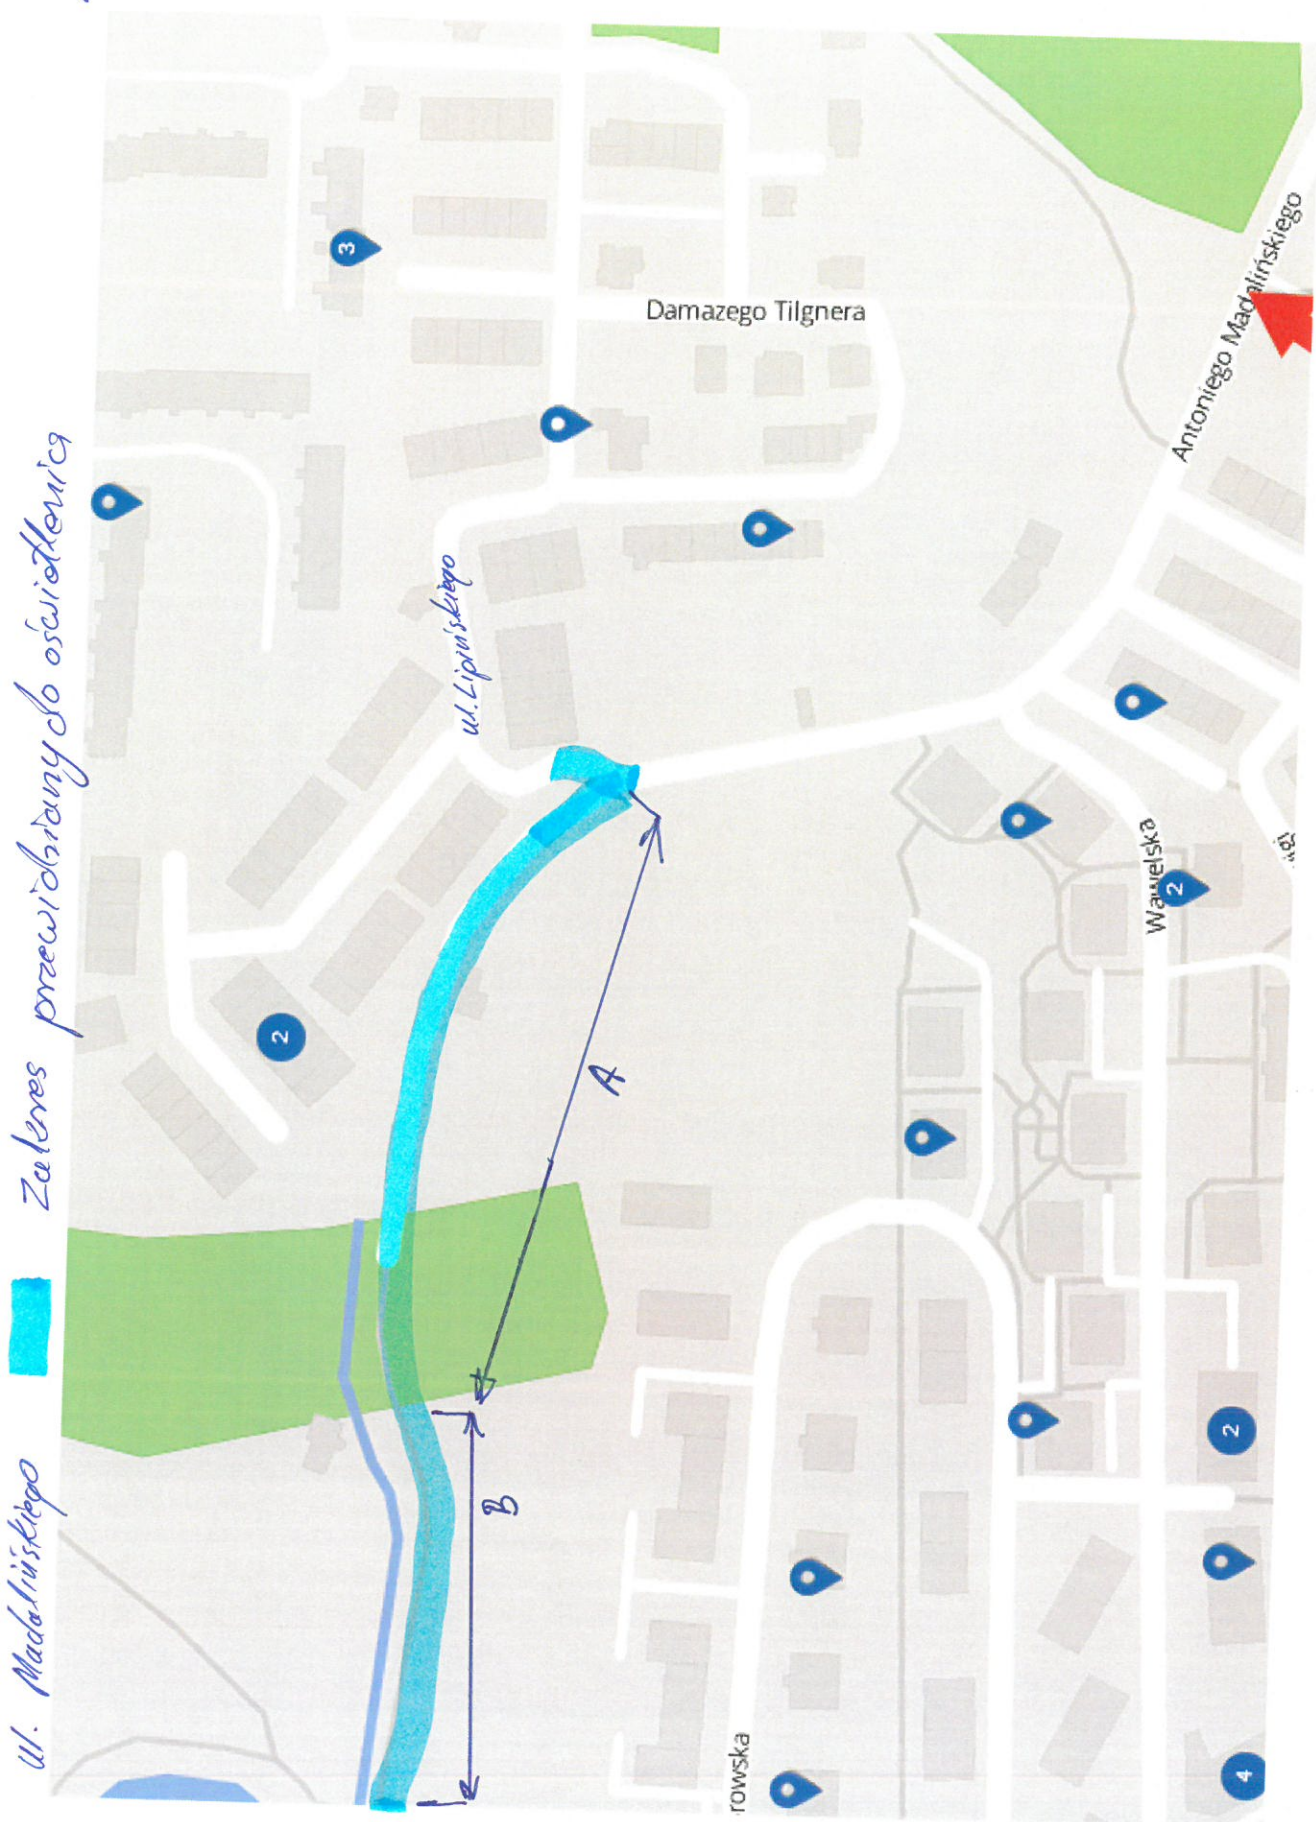 ul. Madalińskiego
Zakres przewidziany do oświetlenia
3
Damazego Tilgnera
Antoniego Madalińskiego
ul. Lipińskiego
2
A
B
Wawelska
2
2
4
rowska